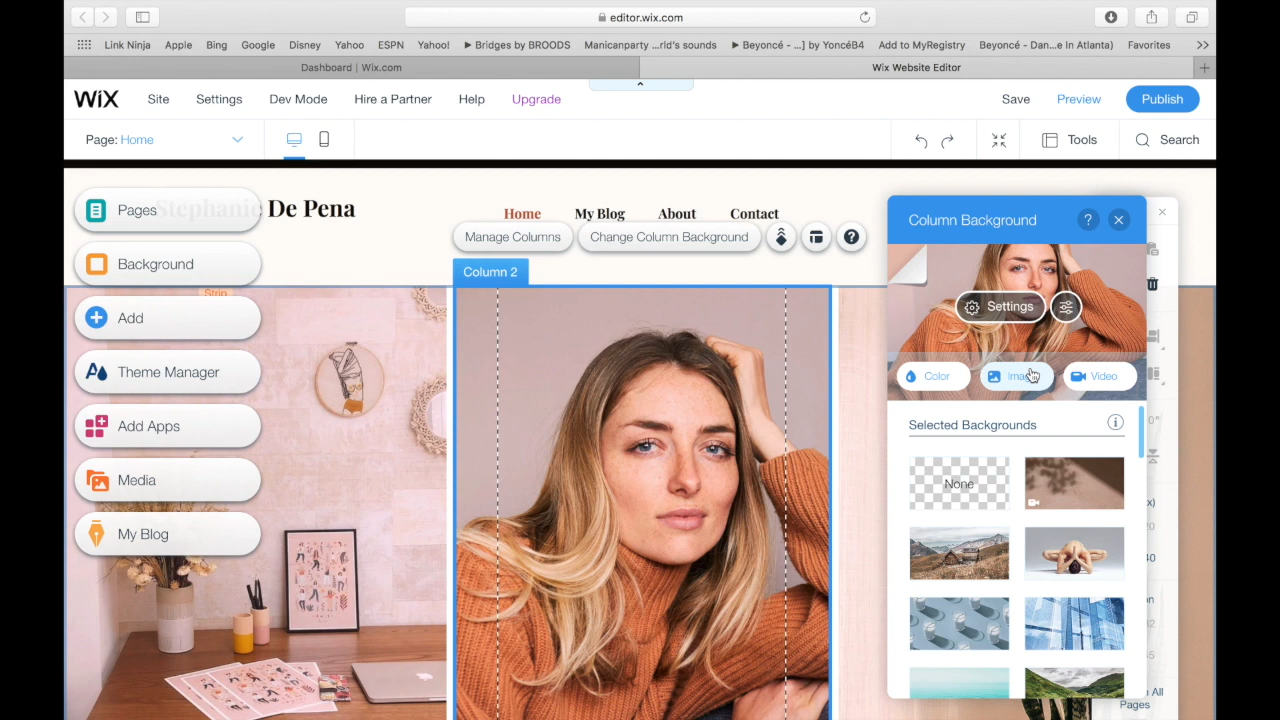 editor.wix.com
Link Ninja Apple Bing Google Disney Yahoo ESPN Yahoo! ▶ Bridges by BROODS Manicanparty ...rld's sounds ▶ Beyoncé - ...] by YoncéB4 Add to MyRegistry Beyoncé - Dan...e In Atlanta) Favorites >>
Dashboard | Wix.com Wix Website Editor
WiX Site Settings Dev Mode Hire a Partner Help Upgrade Save Preview Publish
Page: Home Tools Search
Pages
Stephanie De Pena
Home My Blog About Contact
Column Background ?
Manage Columns Change Column Background ?
Background
Column 2
Strip
Settings
Add
Theme Manager
Color Image Video
Add Apps
Selected Backgrounds
None
Media
My Blog
All
Pages